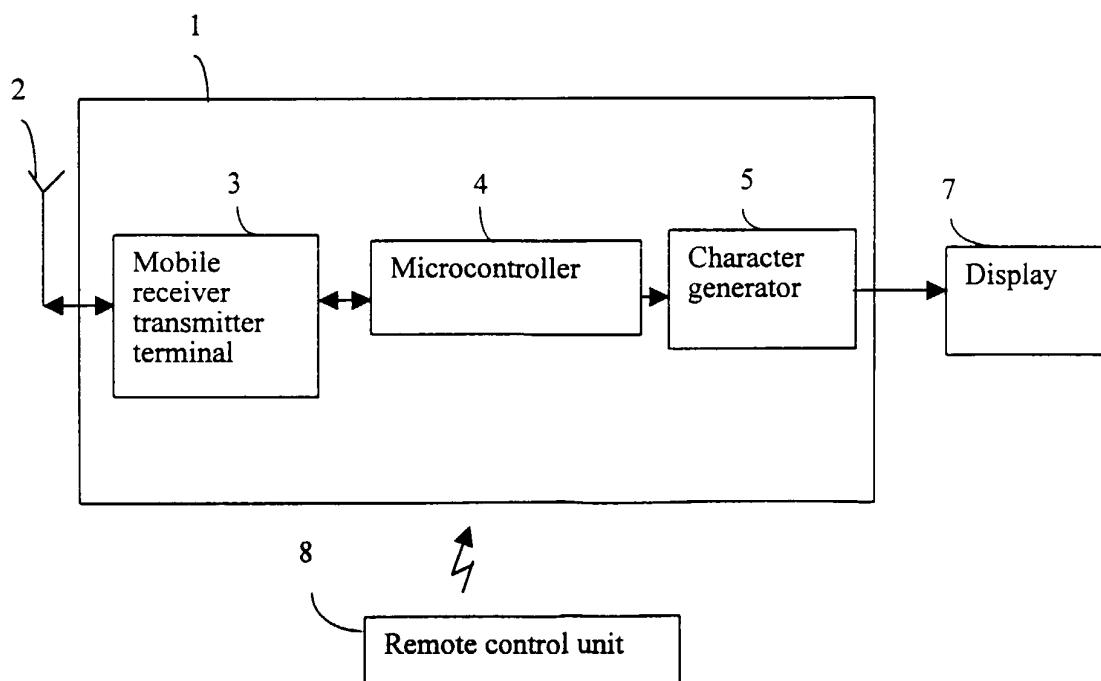 1
2
3
4
5
7
Mobile
receiver
transmitter
terminal
Microcontroller
Character
generator
Display
8
Remote control unit